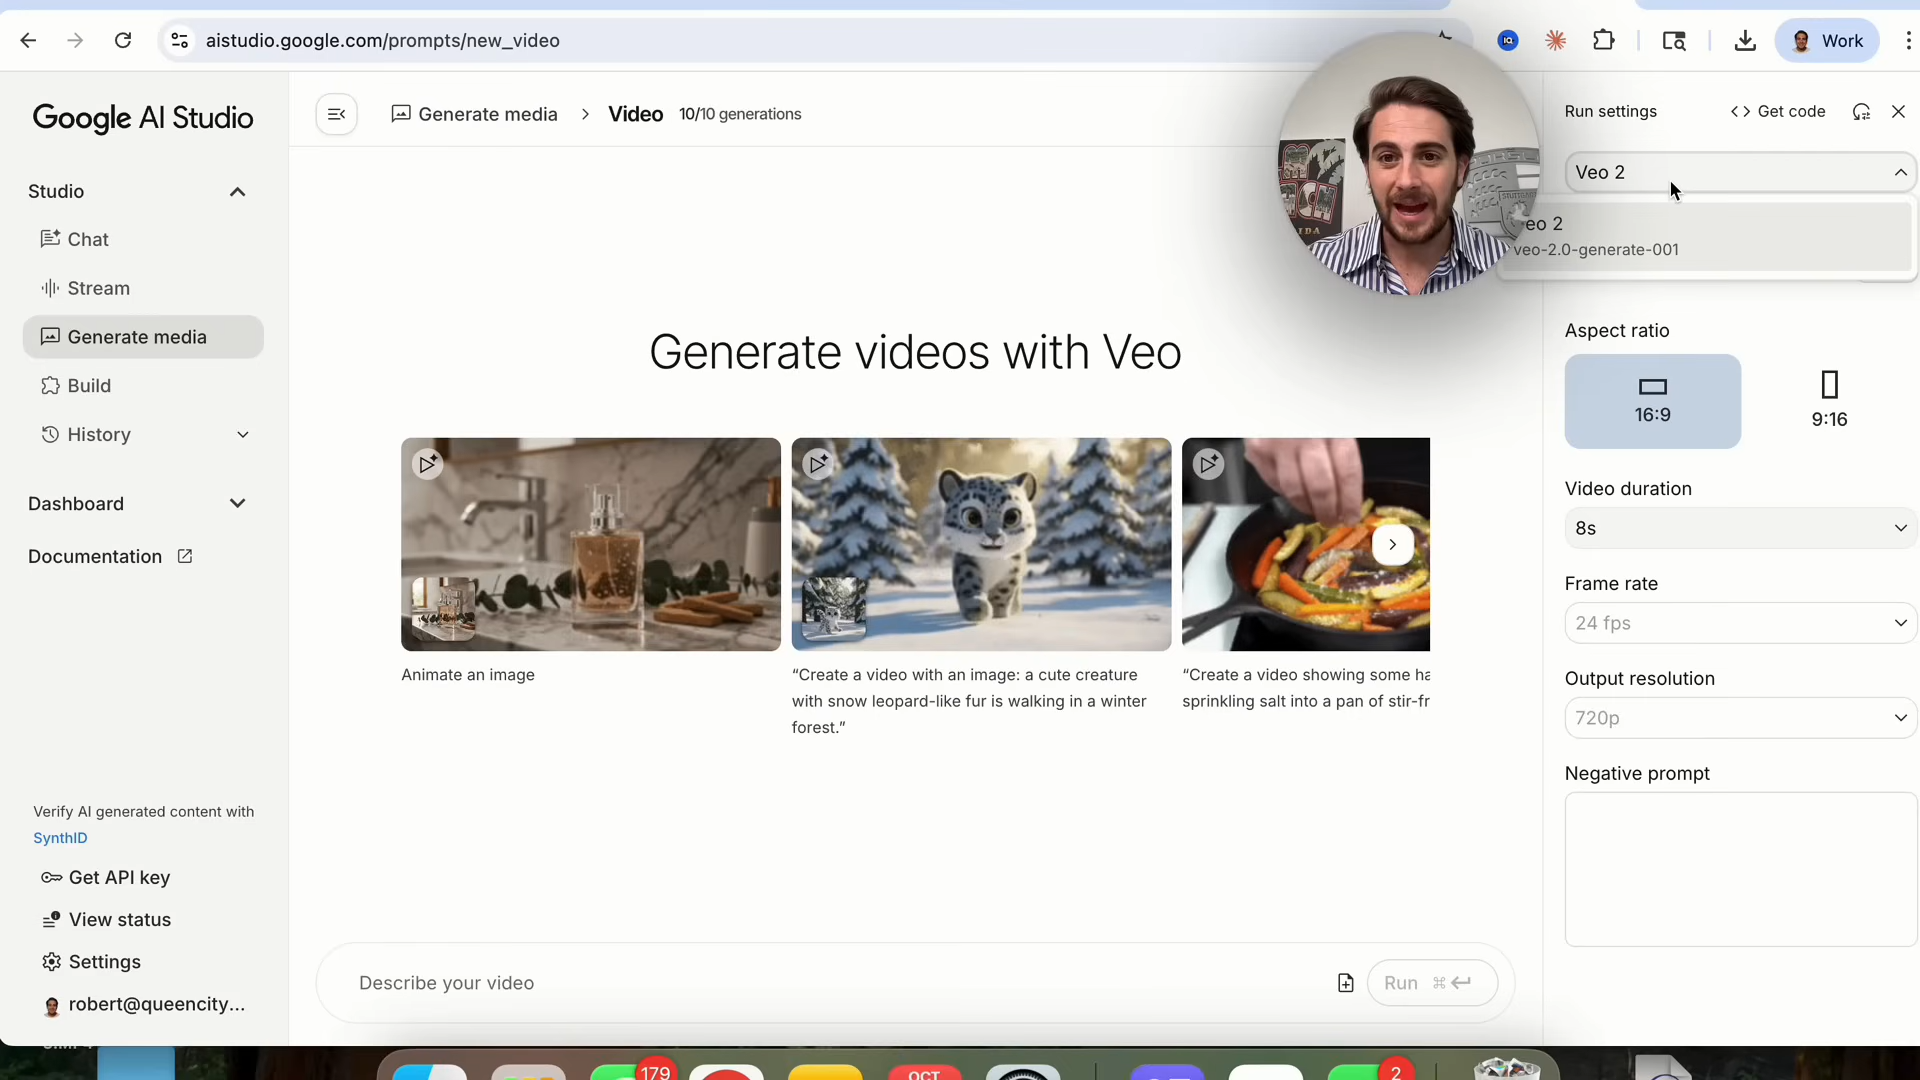 aistudio.google.com/prompts/new_video
Work
Google AI Studio
Generate media
Video
10/10 generations
Run settings
Get code
Studio
Chat
Stream
Generate media
Build
History
Dashboard
Documentation
Veo 2
eo 2
veo-2.0-generate-001
Generate videos with Veo
Animate an image
“Create a video with an image: a cute creature
with snow leopard-like fur is walking in a winter
forest.”
“Create a video showing some ha
sprinkling salt into a pan of stir-fr
Aspect ratio
16:9
9:16
Video duration
8s
Frame rate
24 fps
Output resolution
720p
Negative prompt
Verify AI generated content with
SynthID
Get API key
View status
Settings
robert@queencity...
Describe your video
Run ⌘
179
OCT
2